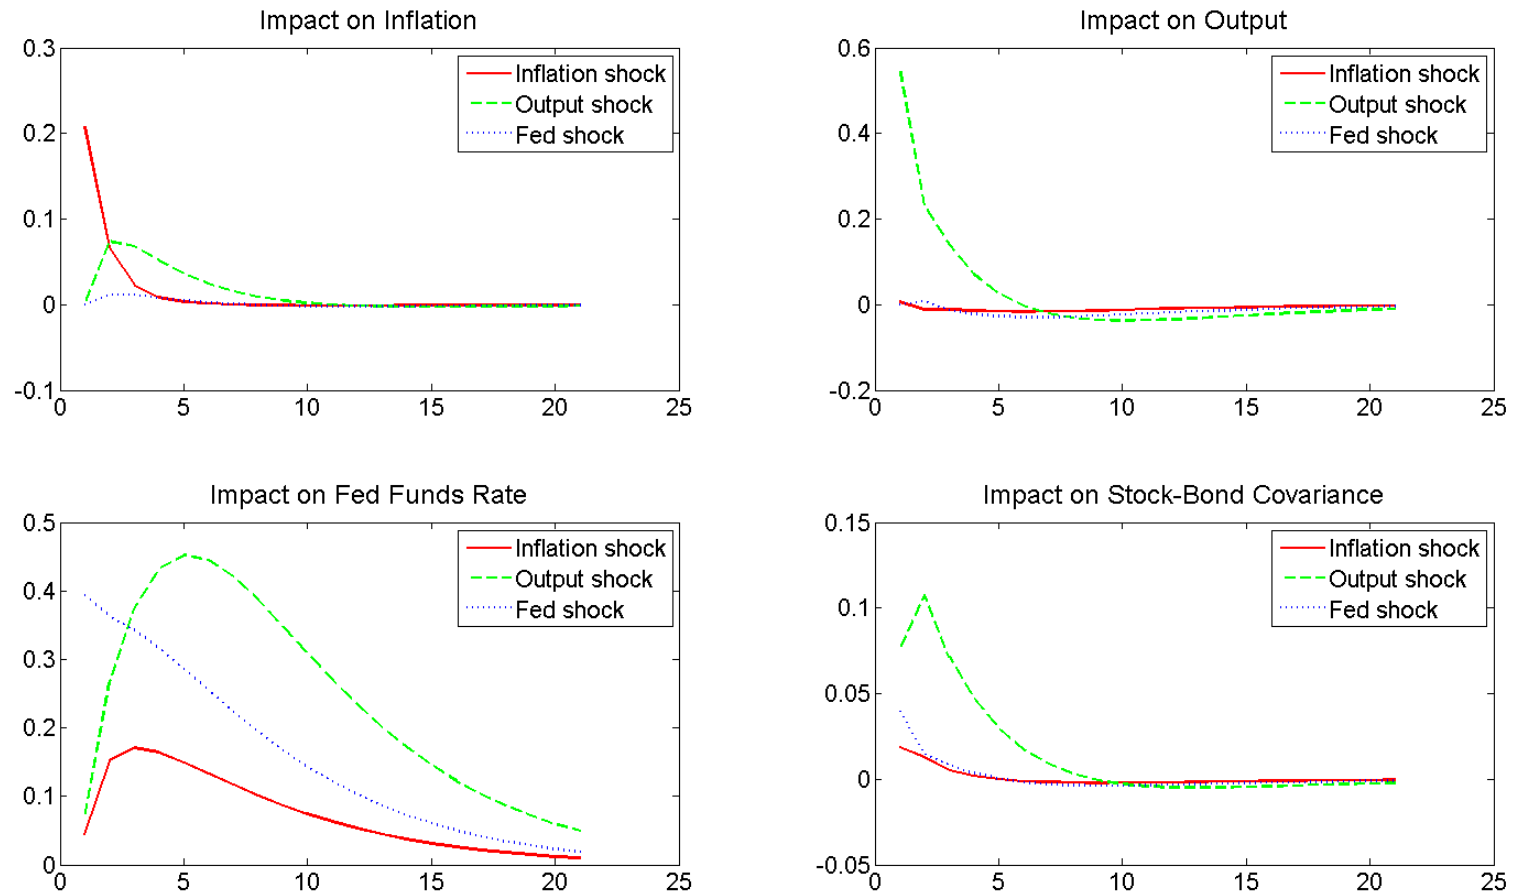 Impact on Inflation
0.3
0.2
0.1
0
-0.1
0 5 10 15 20 25
Inflation shock
Output shock
Fed shock
Impact on Output
0.6
0.4
0.2
0
-0.2
0 5 10 15 20 25
Inflation shock
Output shock
Fed shock
Impact on Fed Funds Rate
0.5
0.4
0.3
0.2
0.1
0
0 5 10 15 20 25
Inflation shock
Output shock
Fed shock
Impact on Stock-Bond Covariance
0.15
0.1
0.05
0
-0.05
0 5 10 15 20 25
Inflation shock
Output shock
Fed shock